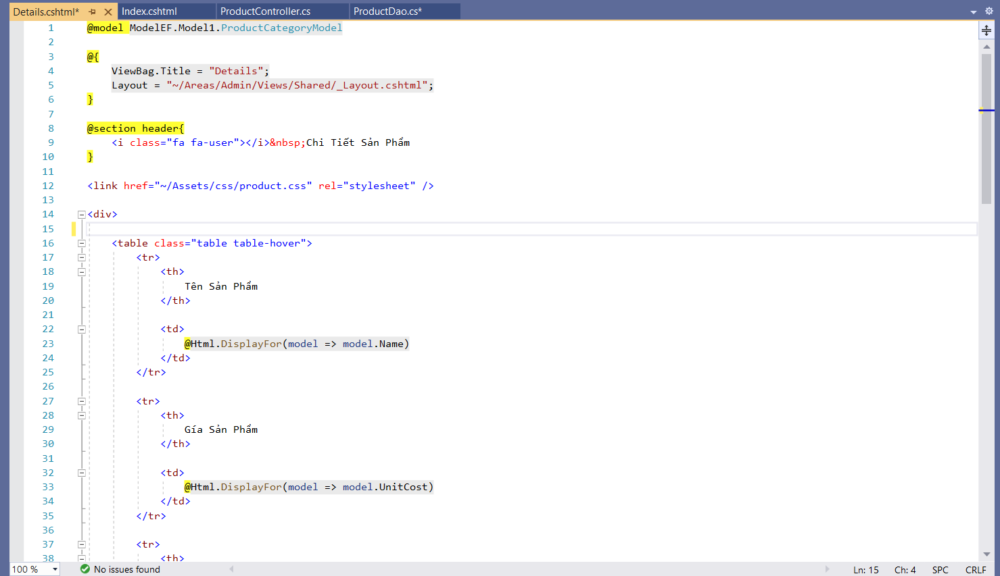 Details.cshtml* Index.cshtml ProductController.cs ProductDao.cs*
1 @model ModelEF.Model1.ProductCategoryModel
2
3 @{
4 ViewBag.Title = "Details";
5 Layout = "~/Areas/Admin/Views/Shared/_Layout.cshtml";
6 }
7
8 @section header{
9 <i class="fa fa-user"></i>&nbsp;Chi Tiết Sản Phẩm
10 }
11
12 <link href="~/Assets/css/product.css" rel="stylesheet" />
13
14 <div>
15
16 <table class="table table-hover">
17 <tr>
18 <th>
19 Tên Sản Phẩm
20 </th>
21
22 <td>
23 @Html.DisplayFor(model => model.Name)
24 </td>
25 </tr>
26
27 <tr>
28 <th>
29 Gía Sản Phẩm
30 </th>
31
32 <td>
33 @Html.DisplayFor(model => model.UnitCost)
34 </td>
35 </tr>
36
37 <tr>
38 <th>
100 % No issues found Ln: 15 Ch: 4 SPC CRLF